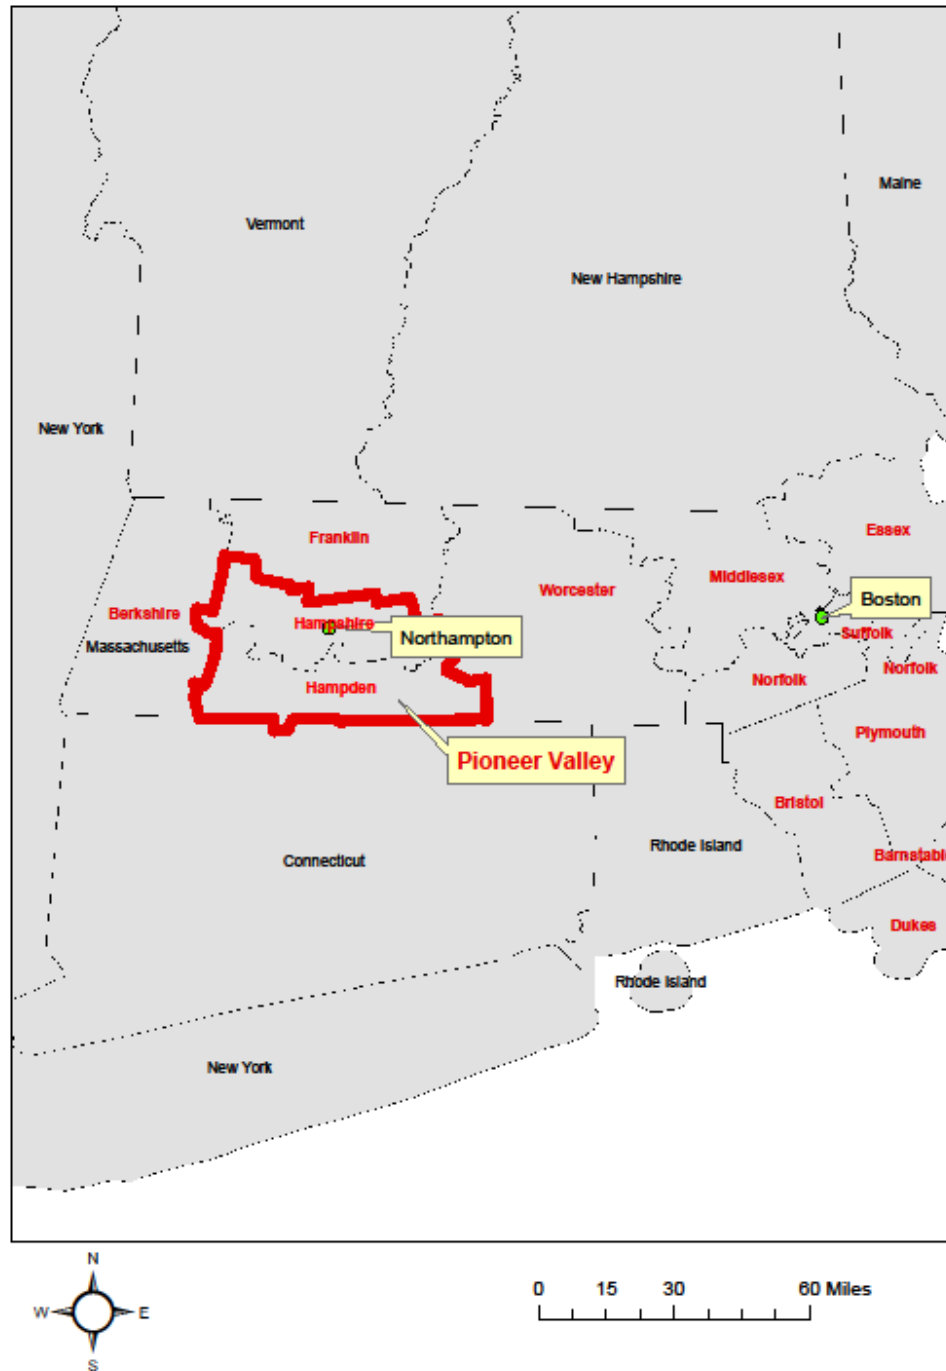 Maine
Vermont
New Hampshire
New York
Franklin
Essex
Middlesex
Worcester
Boston
Berkshire
Hampshire
Suffolk
Northampton
Massachusetts
Norfolk
Norfolk
Hampden
Plymouth
Pioneer Valley
Bristol
Rhode Island
Connecticut
Barnstabl
Dukes
Rhode Island
New York
N
W
E
S
0 15 30 60 Miles